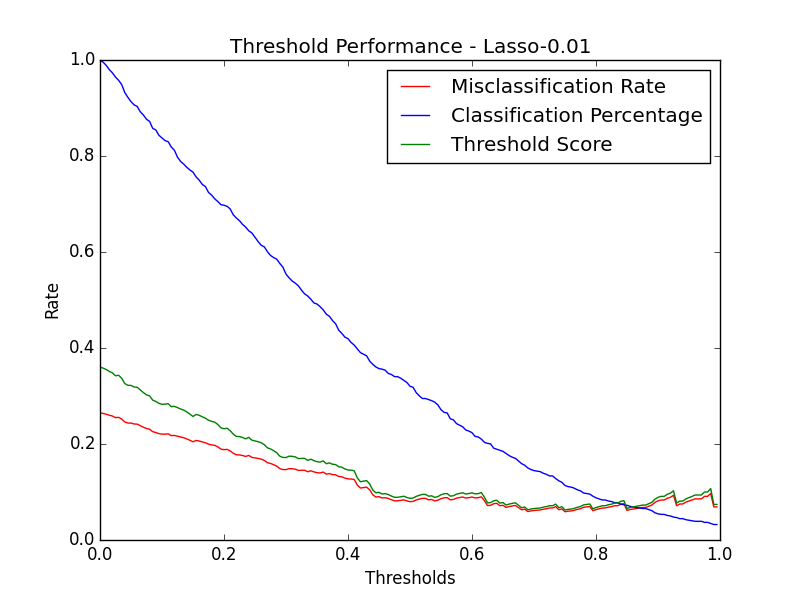 Threshold Performance - Lasso-0.01
Misclassification Rate
Classification Percentage
Threshold Score
1.0
0.8
0.6
0.4
0.2
0.0
Rate
0.0 0.2 0.4 0.6 0.8 1.0
Thresholds